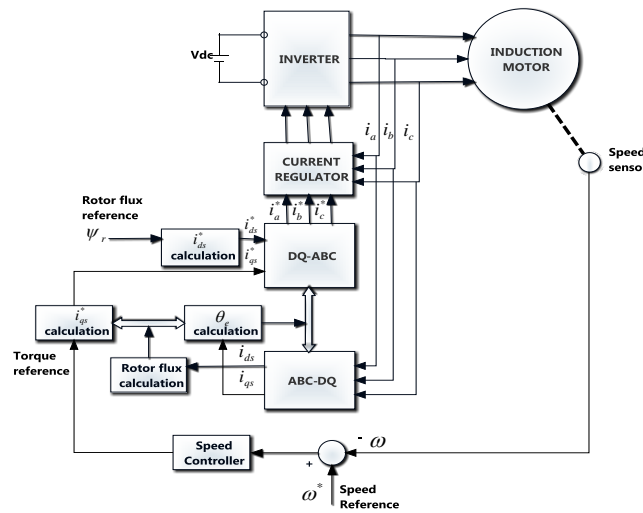 Vdc
INVERTER
INDUCTION
MOTOR
i_a i_b i_c
Speed
senso
CURRENT
REGULATOR
i_a^* i_b^* i_c^*
Rotor flux
reference
ψ_r
i_ds^*
calculation
i_ds^*
i_qs^*
DQ-ABC
i_qs^*
calculation
θ_e
calculation
Torque
reference
Rotor flux
calculation
i_ds
i_qs
ABC-DQ
Speed
Controller
- ω
+
ω^*
Speed
Reference